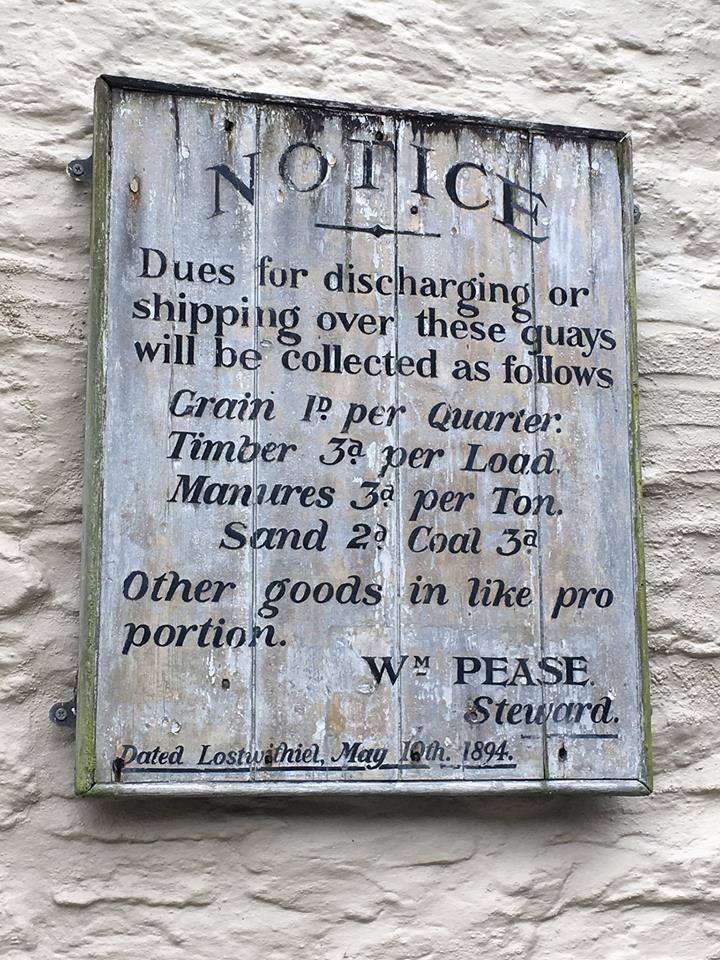 NOTICE
Dues for discharging or
shipping over these quays
will be collected as follows
Grain 1D per Quarter.
Timber 3d per Load.
Manures 3d per Ton.
Sand 2d Coal 3d
Other goods in like pro
portion.
WM PEASE.
Steward.
Dated Lostwithiel, May 10th. 1894.